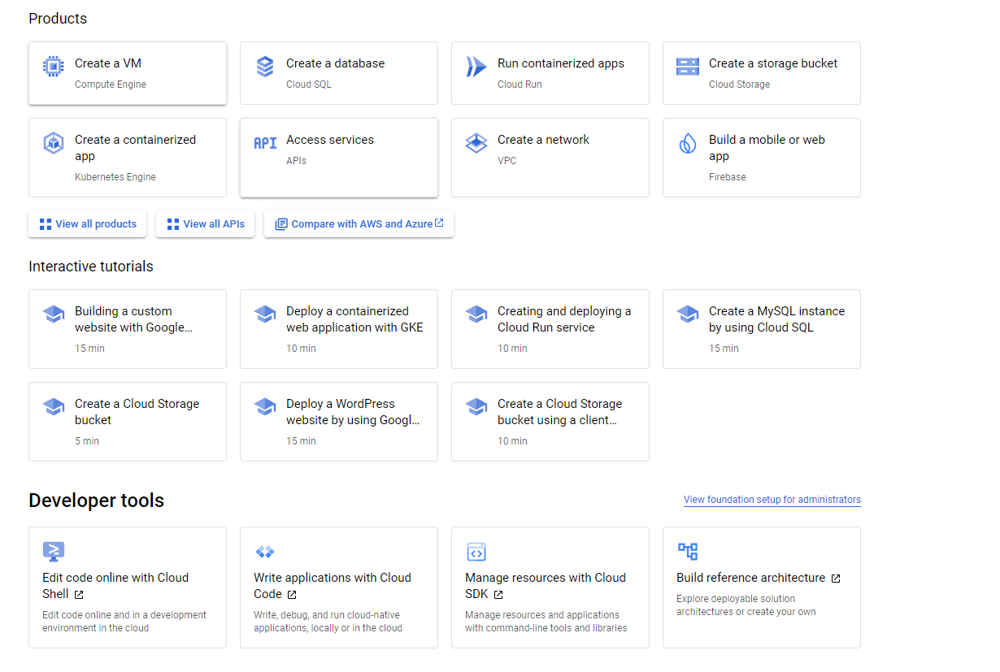 Products
Create a VM
Compute Engine
Create a database
Cloud SQL
Run containerized apps
Cloud Run
Create a storage bucket
Cloud Storage
Create a containerized
app
Kubernetes Engine
API
Access services
APIs
Create a network
VPC
Build a mobile or web
app
Firebase
View all products
View all APIs
Compare with AWS and Azure
Interactive tutorials
Building a custom
website with Google...
15 min
Deploy a containerized
web application with GKE
10 min
Creating and deploying a
Cloud Run service
10 min
Create a MySQL instance
by using Cloud SQL
15 min
Create a Cloud Storage
bucket
5 min
Deploy a WordPress
website by using Googl...
15 min
Create a Cloud Storage
bucket using a client...
10 min
Developer tools
View foundation setup for administrators
Edit code online with Cloud
Shell
Edit code online and in a development
environment in the cloud
Write applications with Cloud
Code
Write, debug, and run cloud-native
applications, locally or in the cloud
Manage resources with Cloud
SDK
Manage resources and applications
with command-line tools and libraries
Build reference architecture
Explore deployable solution
architectures or create your own